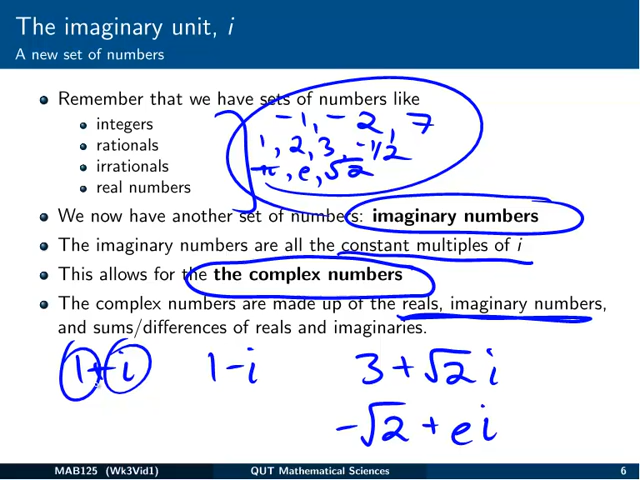 The imaginary unit, i
A new set of numbers
Remember that we have sets of numbers like
-1, -2, 7
integers
1, 2, 3, -1/2
rationals
π, e, √2
irrationals
real numbers
We now have another set of numbers: imaginary numbers
The imaginary numbers are all the constant multiples of i
This allows for the the complex numbers
The complex numbers are made up of the reals, imaginary numbers,
and sums/differences of reals and imaginaries.
1+i 1-i 3+√2 i
-√2 + ei
MAB125 (Wk3Vid1) QUT Mathematical Sciences 6